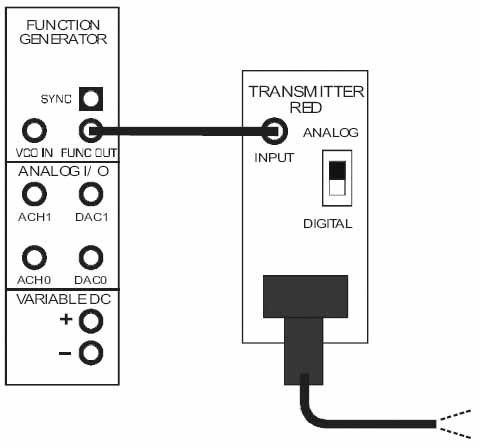 FUNCTION
GENERATOR
SYNC
VCO IN FUNC OUT
ANALOG I/ O
ACH1 DAC1
ACH0 DAC0
VARIABLE DC
+
−
TRANSMITTER
RED
ANALOG
INPUT
DIGITAL